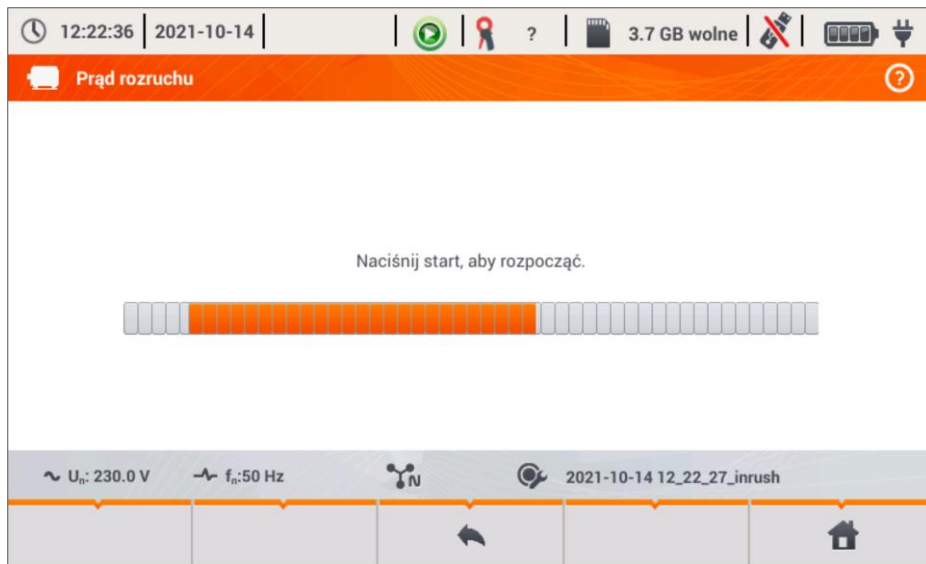 12:22:36 2021-10-14 ? 3.7 GB wolne
Prąd rozruchu ?
Naciśnij start, aby rozpocząć.
Uₙ: 230.0 V fₙ:50 Hz N 2021-10-14 12_22_27_inrush